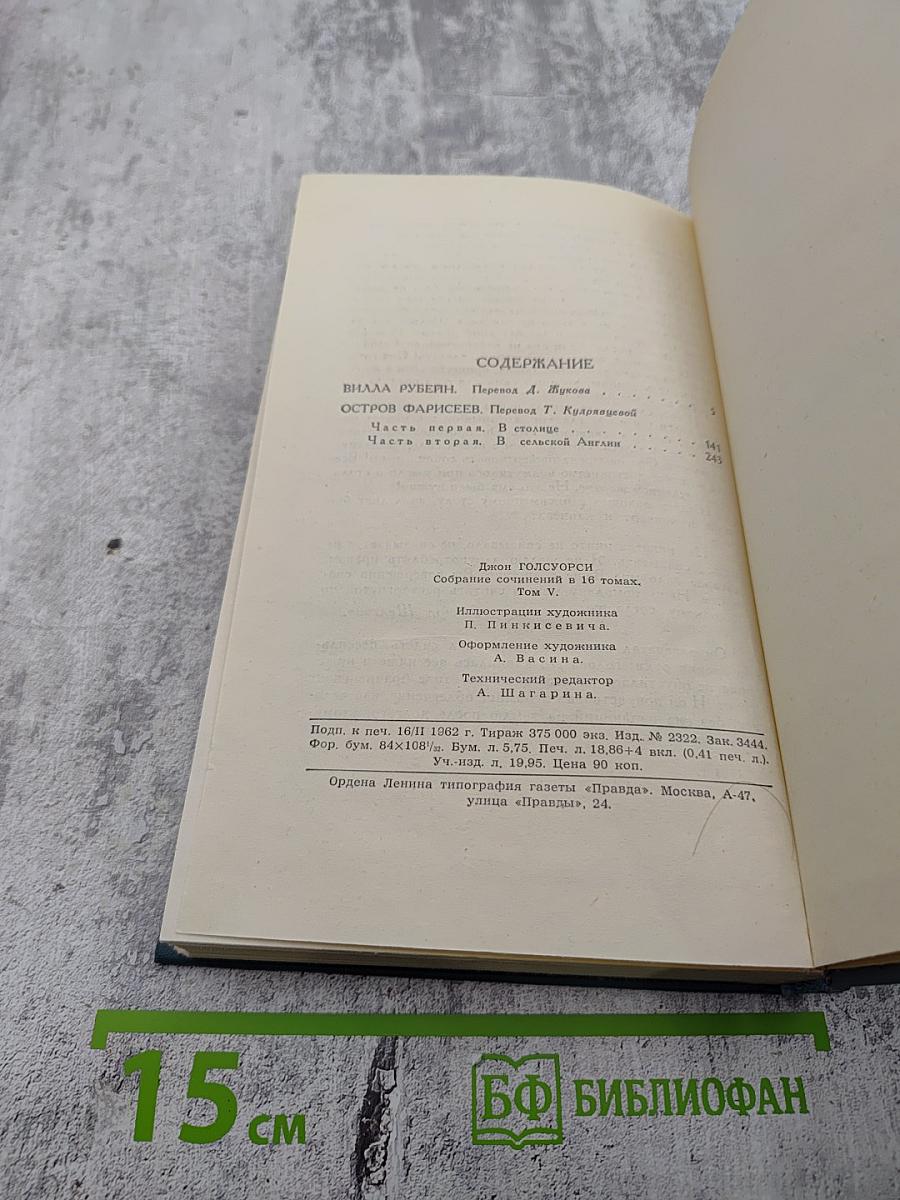 СОДЕРЖАНИЕ
ВИЛЛА РУБЕЙН. Перевод Д. Жукова . . . . . . . 5
ОСТРОВ ФАРИСЕЕВ. Перевод Т. Кудрявцевой
Часть первая. В столице . . . . . . . . 141
Часть вторая. В сельской Англии . . . . . 243
Джон ГОЛСУОРСИ
Собрание сочинений в 16 томах.
Том V.
Иллюстрации художника
П. Пинкисевича.
Оформление художника
А. Васина.
Технический редактор
А. Шагарина.
Подп. к печ. 16/II 1962 г. Тираж 375 000 экз. Изд. № 2322. Зак. 3444.
Фор. бум. 84×108¹/₃₂. Бум. л. 5,75. Печ. л. 18,86+4 вкл. (0,41 печ. л.).
Уч.-изд. л. 19,95. Цена 90 коп.
Ордена Ленина типография газеты «Правда». Москва, А-47,
улица «Правды», 24.
15 см
БФ БИБЛИОФАН